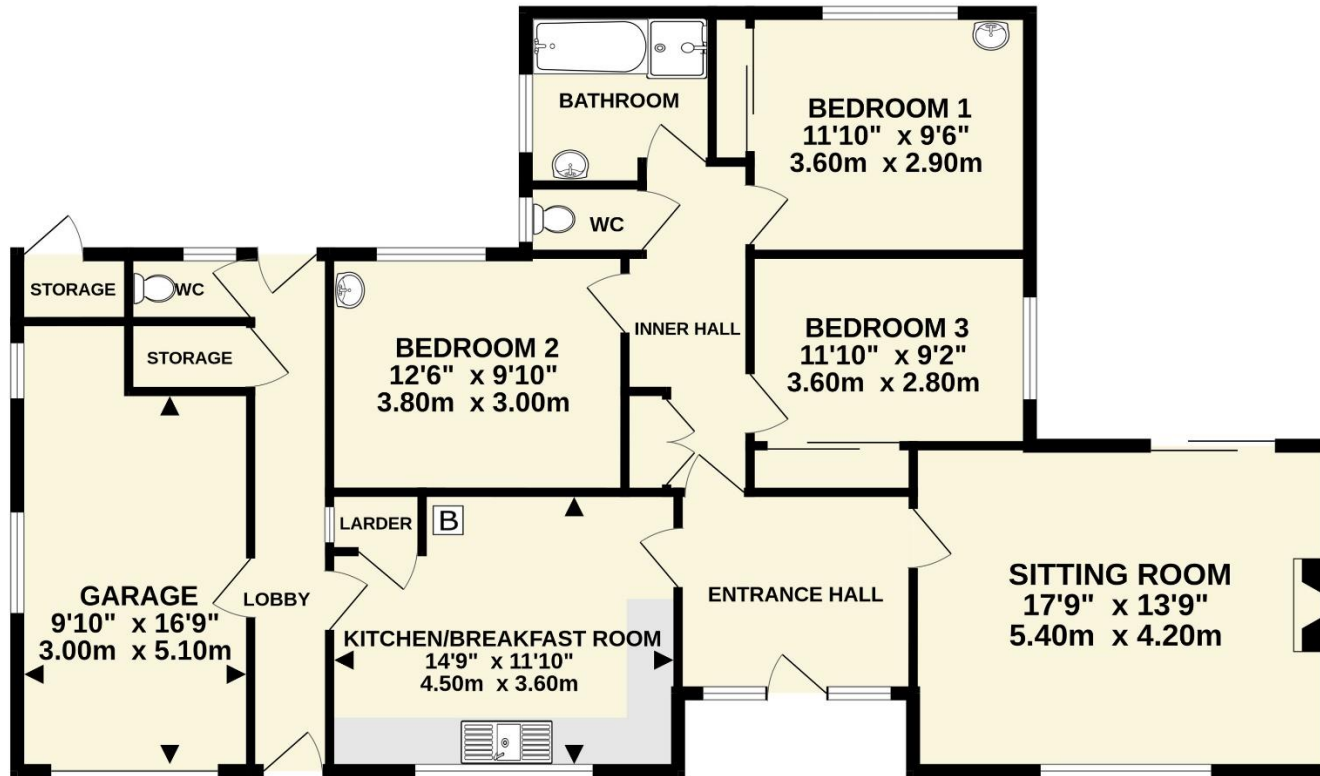 BATHROOM
BEDROOM 1
11'10" x 9'6"
3.60m x 2.90m
WC
STORAGE
WC
STORAGE
BEDROOM 2
12'6" x 9'10"
3.80m x 3.00m
INNER HALL
BEDROOM 3
11'10" x 9'2"
3.60m x 2.80m
LARDER
B
GARAGE
9'10" x 16'9"
3.00m x 5.10m
LOBBY
KITCHEN/BREAKFAST ROOM
14'9" x 11'10"
4.50m x 3.60m
ENTRANCE HALL
SITTING ROOM
17'9" x 13'9"
5.40m x 4.20m